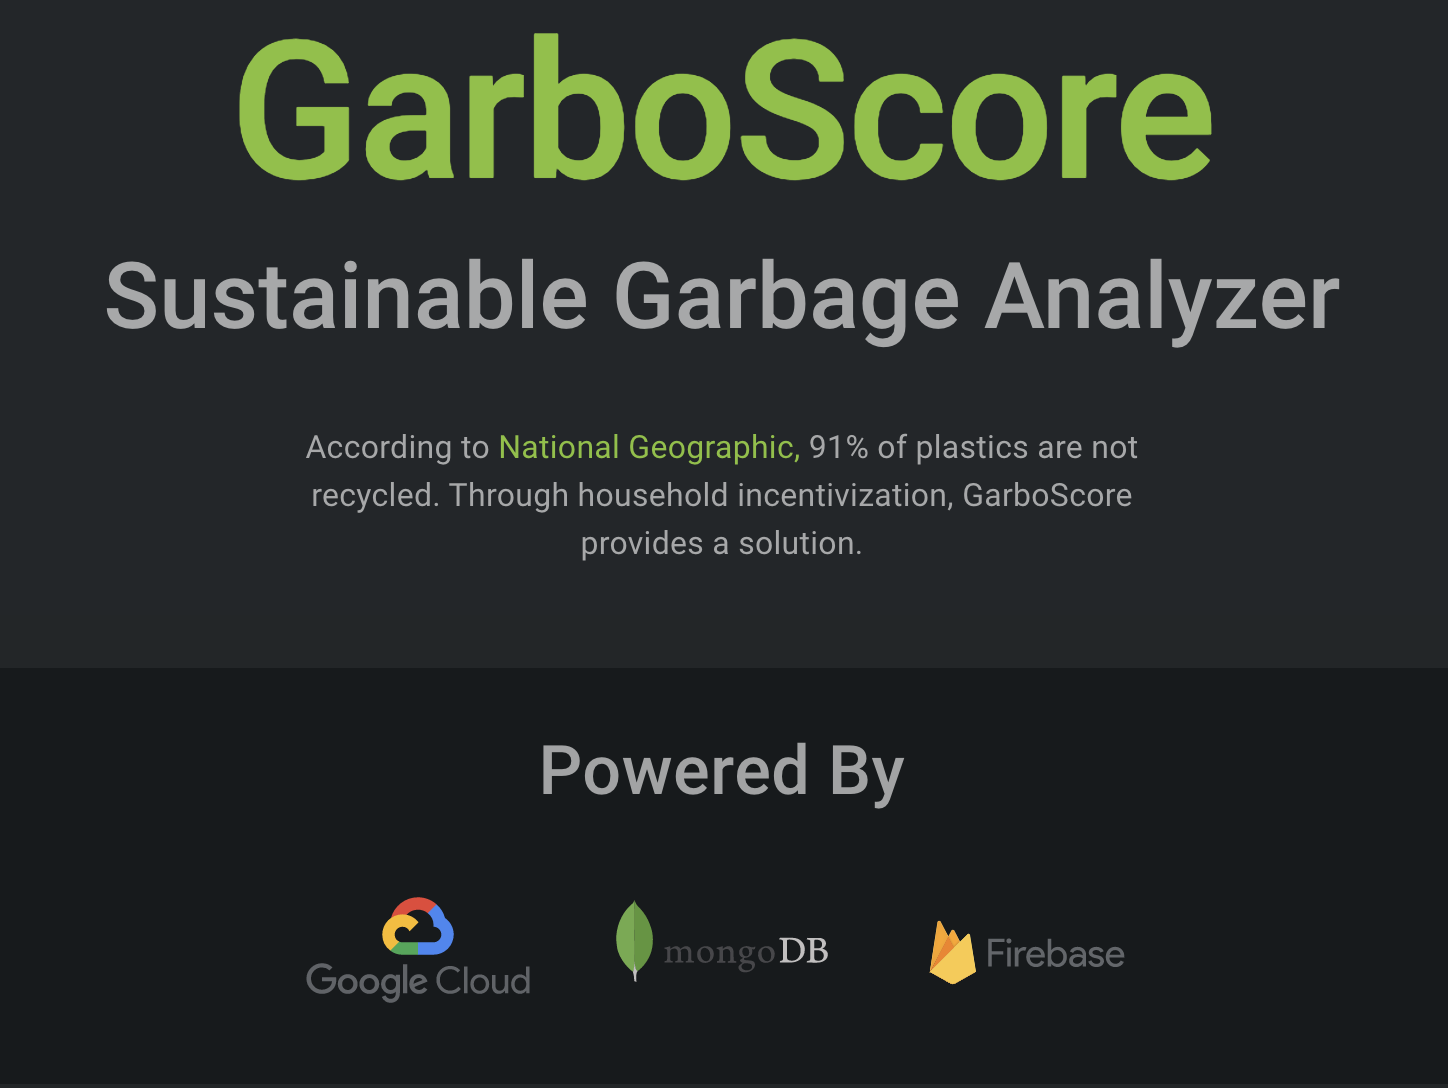 GarboScore
Sustainable Garbage Analyzer
According to National Geographic, 91% of plastics are not
recycled. Through household incentivization, GarboScore
provides a solution.
Powered By
Google Cloud
mongoDB
Firebase